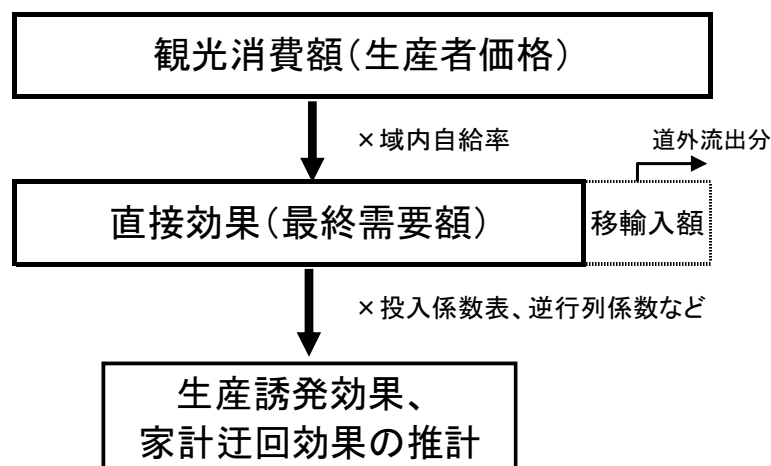 観光消費額(生産者価格)
×域内自給率
道外流出分
直接効果(最終需要額)
移輸入額
×投入係数表、逆行列係数など
生産誘発効果、
家計迂回効果の推計